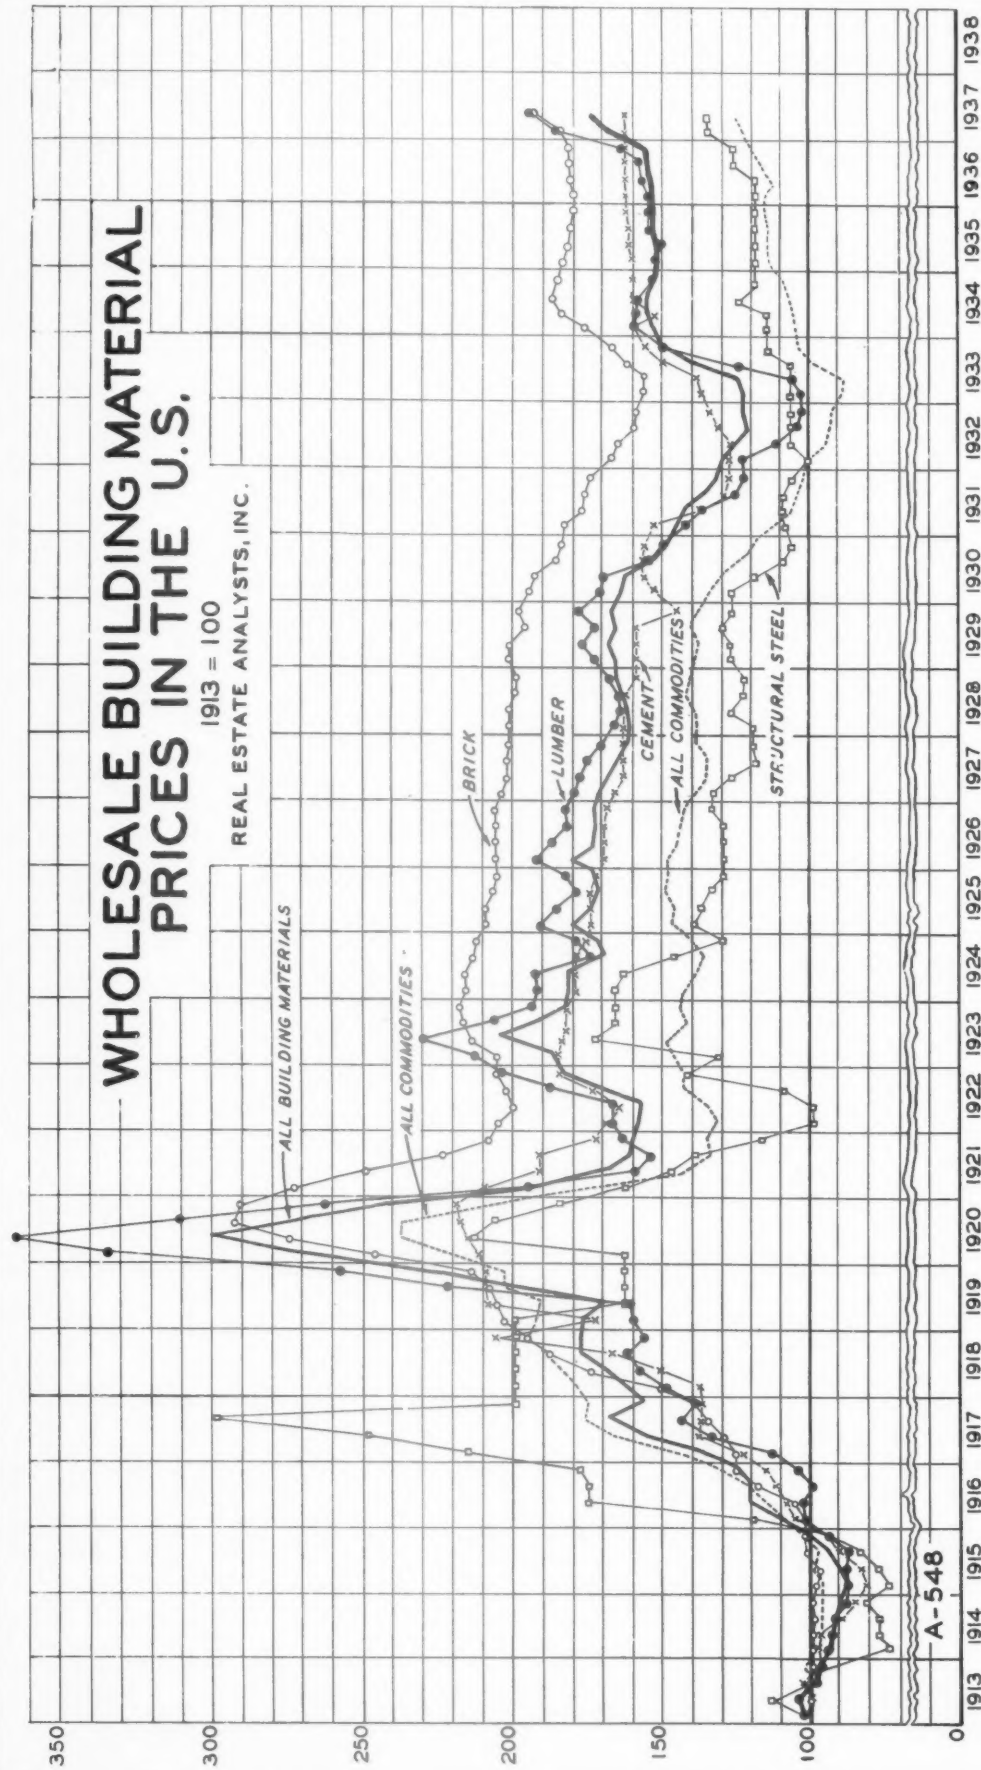 WHOLESALE BUILDING MATERIAL
PRICES IN THE U.S.
1913 = 100
REAL ESTATE ANALYSTS, INC.
ALL BUILDING MATERIALS
ALL COMMODITIES
BRICK
LUMBER
CEMENT
ALL COMMODITIES
STRUCTURAL STEEL
350
300
250
200
150
100
0
A-548
1913 1914 1915 1916 1917 1918 1919 1920 1921 1922 1923 1924 1925 1926 1927 1928 1929 1930 1931 1932 1933 1934 1935 1936 1937 1938